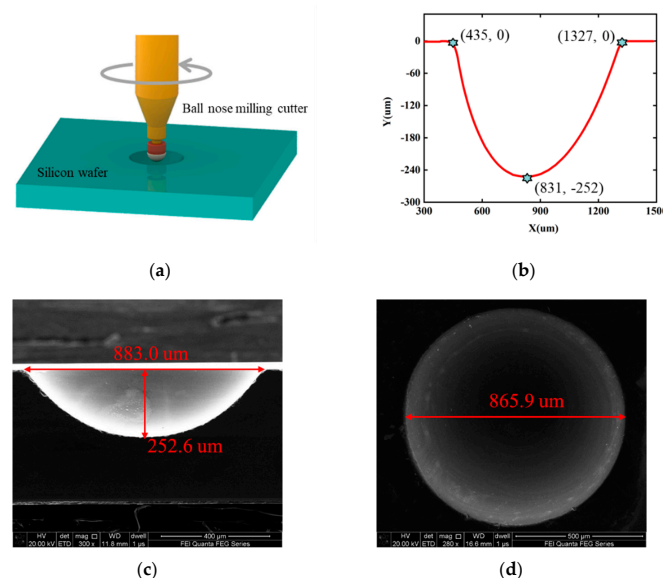 (a)
Ball nose milling cutter
Silicon wafer
(b)
(435, 0)
(1327, 0)
(831, -252)
Y(um)
0
-60
-120
-180
-240
-300
300
600
900
1200
1500
X(um)
883.0 um
252.6 um
HV det mag WD dwell
20.00 kV ETD 300 x 11.8 mm 1 µs
400 µm
FEI Quanta FEG Series
(c)
865.9 um
HV det mag WD dwell
20.00 kV ETD 280 x 16.6 mm 1 µs
500 µm
FEI Quanta FEG Series
(d)